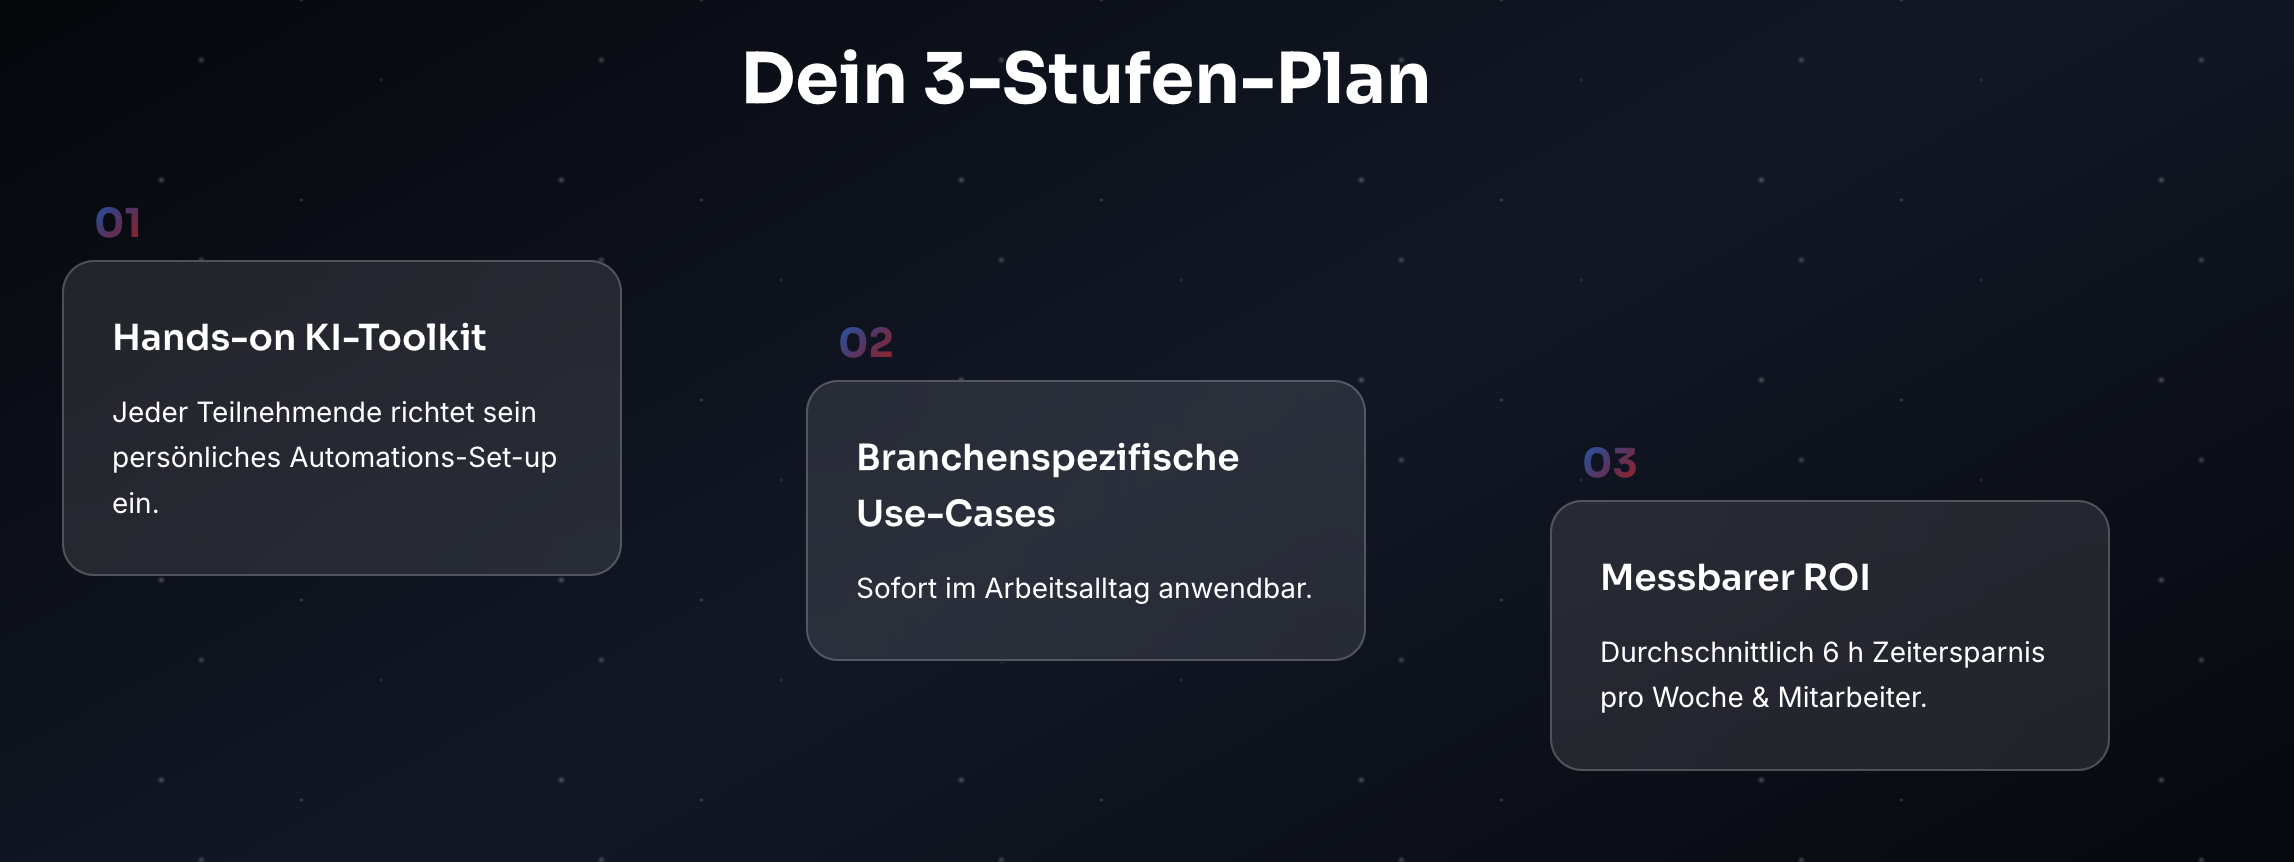 Dein 3-Stufen-Plan
01
Hands-on KI-Toolkit
Jeder Teilnehmende richtet sein
persönliches Automations-Set-up
ein.
02
Branchenspezifische
Use-Cases
Sofort im Arbeitsalltag anwendbar.
03
Messbarer ROI
Durchschnittlich 6 h Zeitersparnis
pro Woche & Mitarbeiter.